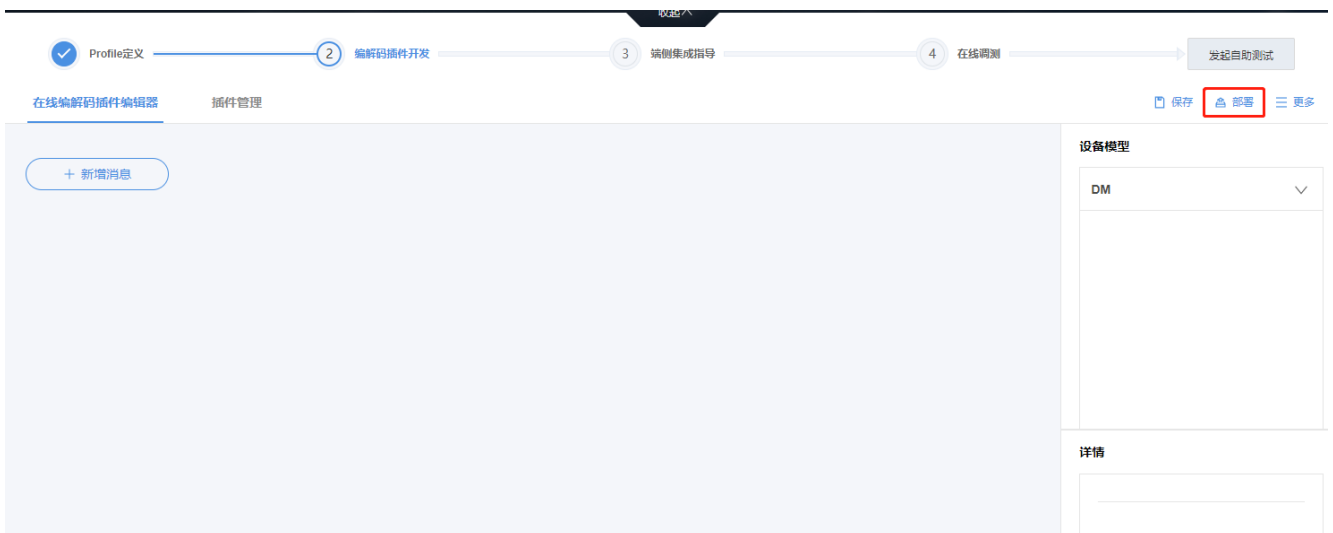 收起
Profile定义
2 编解码插件开发
3 端侧集成指导
4 在线调测
发起自助测试
在线编解码插件编辑器
插件管理
保存
部署
更多
+ 新增消息
设备模型
DM
详情